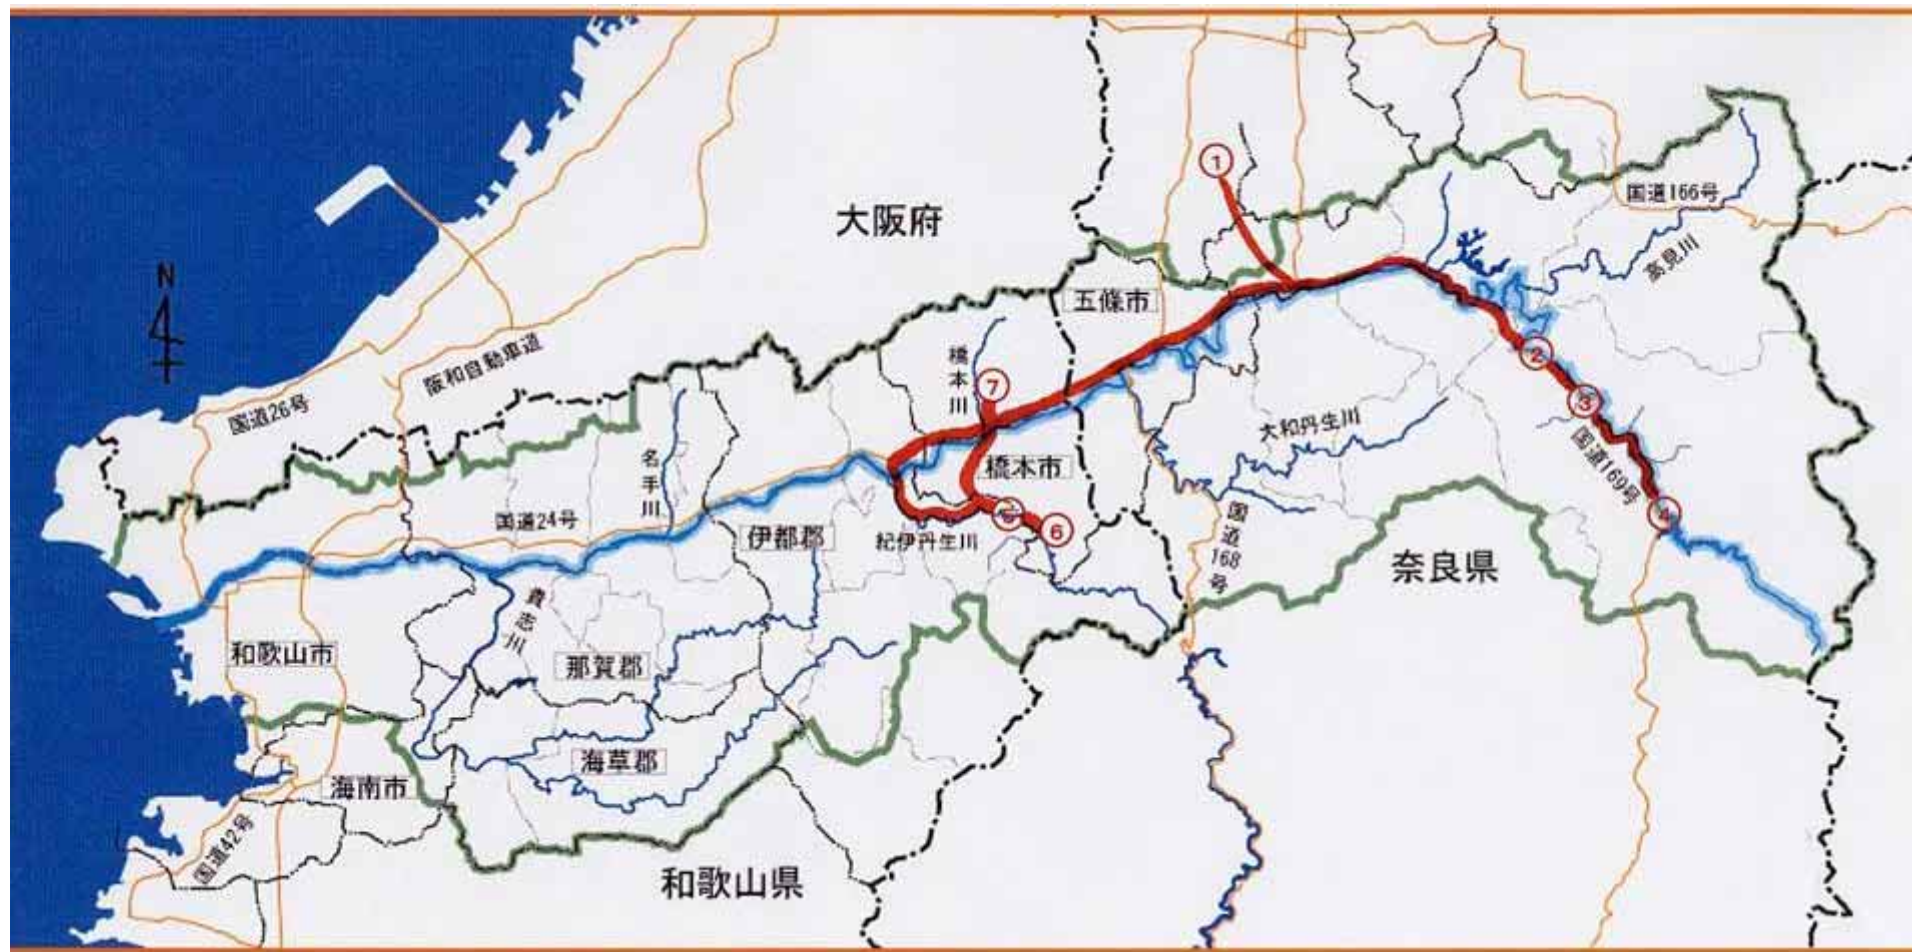 N
大阪府
①
国道166号
高見川
五條市
阪和自動車道
国道26号
橋本川
⑦
②
③
国道169号
④
大和丹生川
名手川
橋本市
国道24号
伊都郡
紀伊丹生川
⑥
国道168号
奈良県
貴志川
和歌山市
那賀郡
海草郡
海南市
国道42号
和歌山県